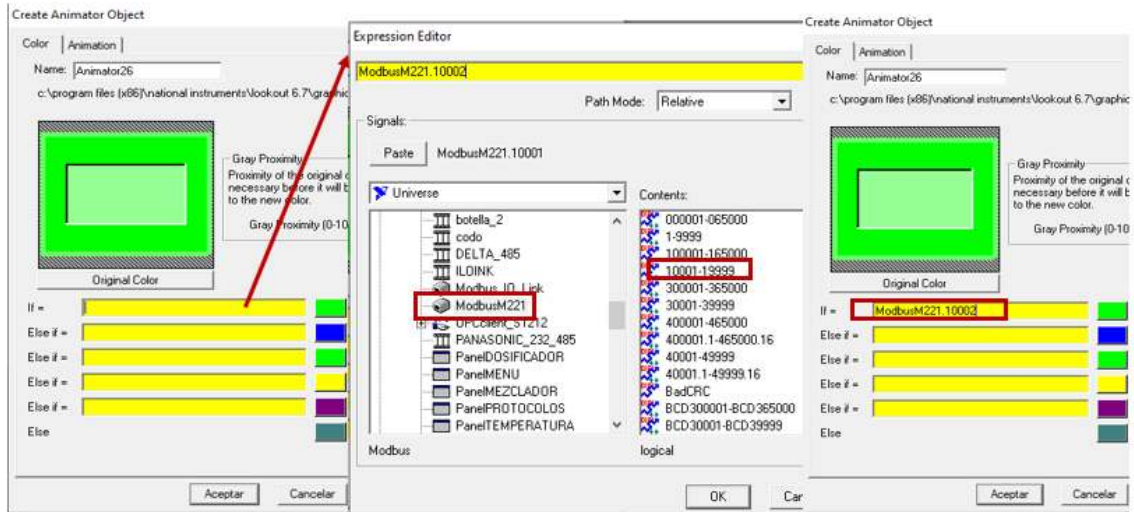 Create Animator Object
Color Animation
Name: Animator26
c:\program files (x86)\national instruments\lookout 6.7\graphic
Gray Proximity
Proximity of the original c
necessary before it will b
to the new color.
Gray Proximity (0-10
Original Color
If =
Else if =
Else if =
Else if =
Else if =
Else
Aceptar Cancelar
Expression Editor
ModbusM221.10002
Path Mode: Relative
Signals:
Paste ModbusM221.10001
Universe
botella_2
codo
DELTA_485
ILOINK
Modbus_IO_Link
ModbusM221
OPCclient_S1212
PANASONIC_232_485
PanelDOSIFICADOR
PanelMENU
PanelMEZCLADOR
PanelPROTOCOLOS
PanelTEMPERATURA
Modbus
Contents:
000001-065000
1-9999
100001-165000
10001-19999
300001-365000
30001-39999
400001-465000
400001.1-465000.16
40001-49999
40001.1-49999.16
BadCRC
BCD300001-BCD365000
BCD30001-BCD39999
logical
OK Car
Create Animator Object
Color Animation
Name: Animator26
c:\program files (x86)\national instruments\lookout 6.7\graphic
Gray Proximity
Proximity of the original c
necessary before it will b
to the new color.
Gray Proximity (0-10
Original Color
If = ModbusM221.10002
Else if =
Else if =
Else if =
Else if =
Else
Aceptar Cancelar